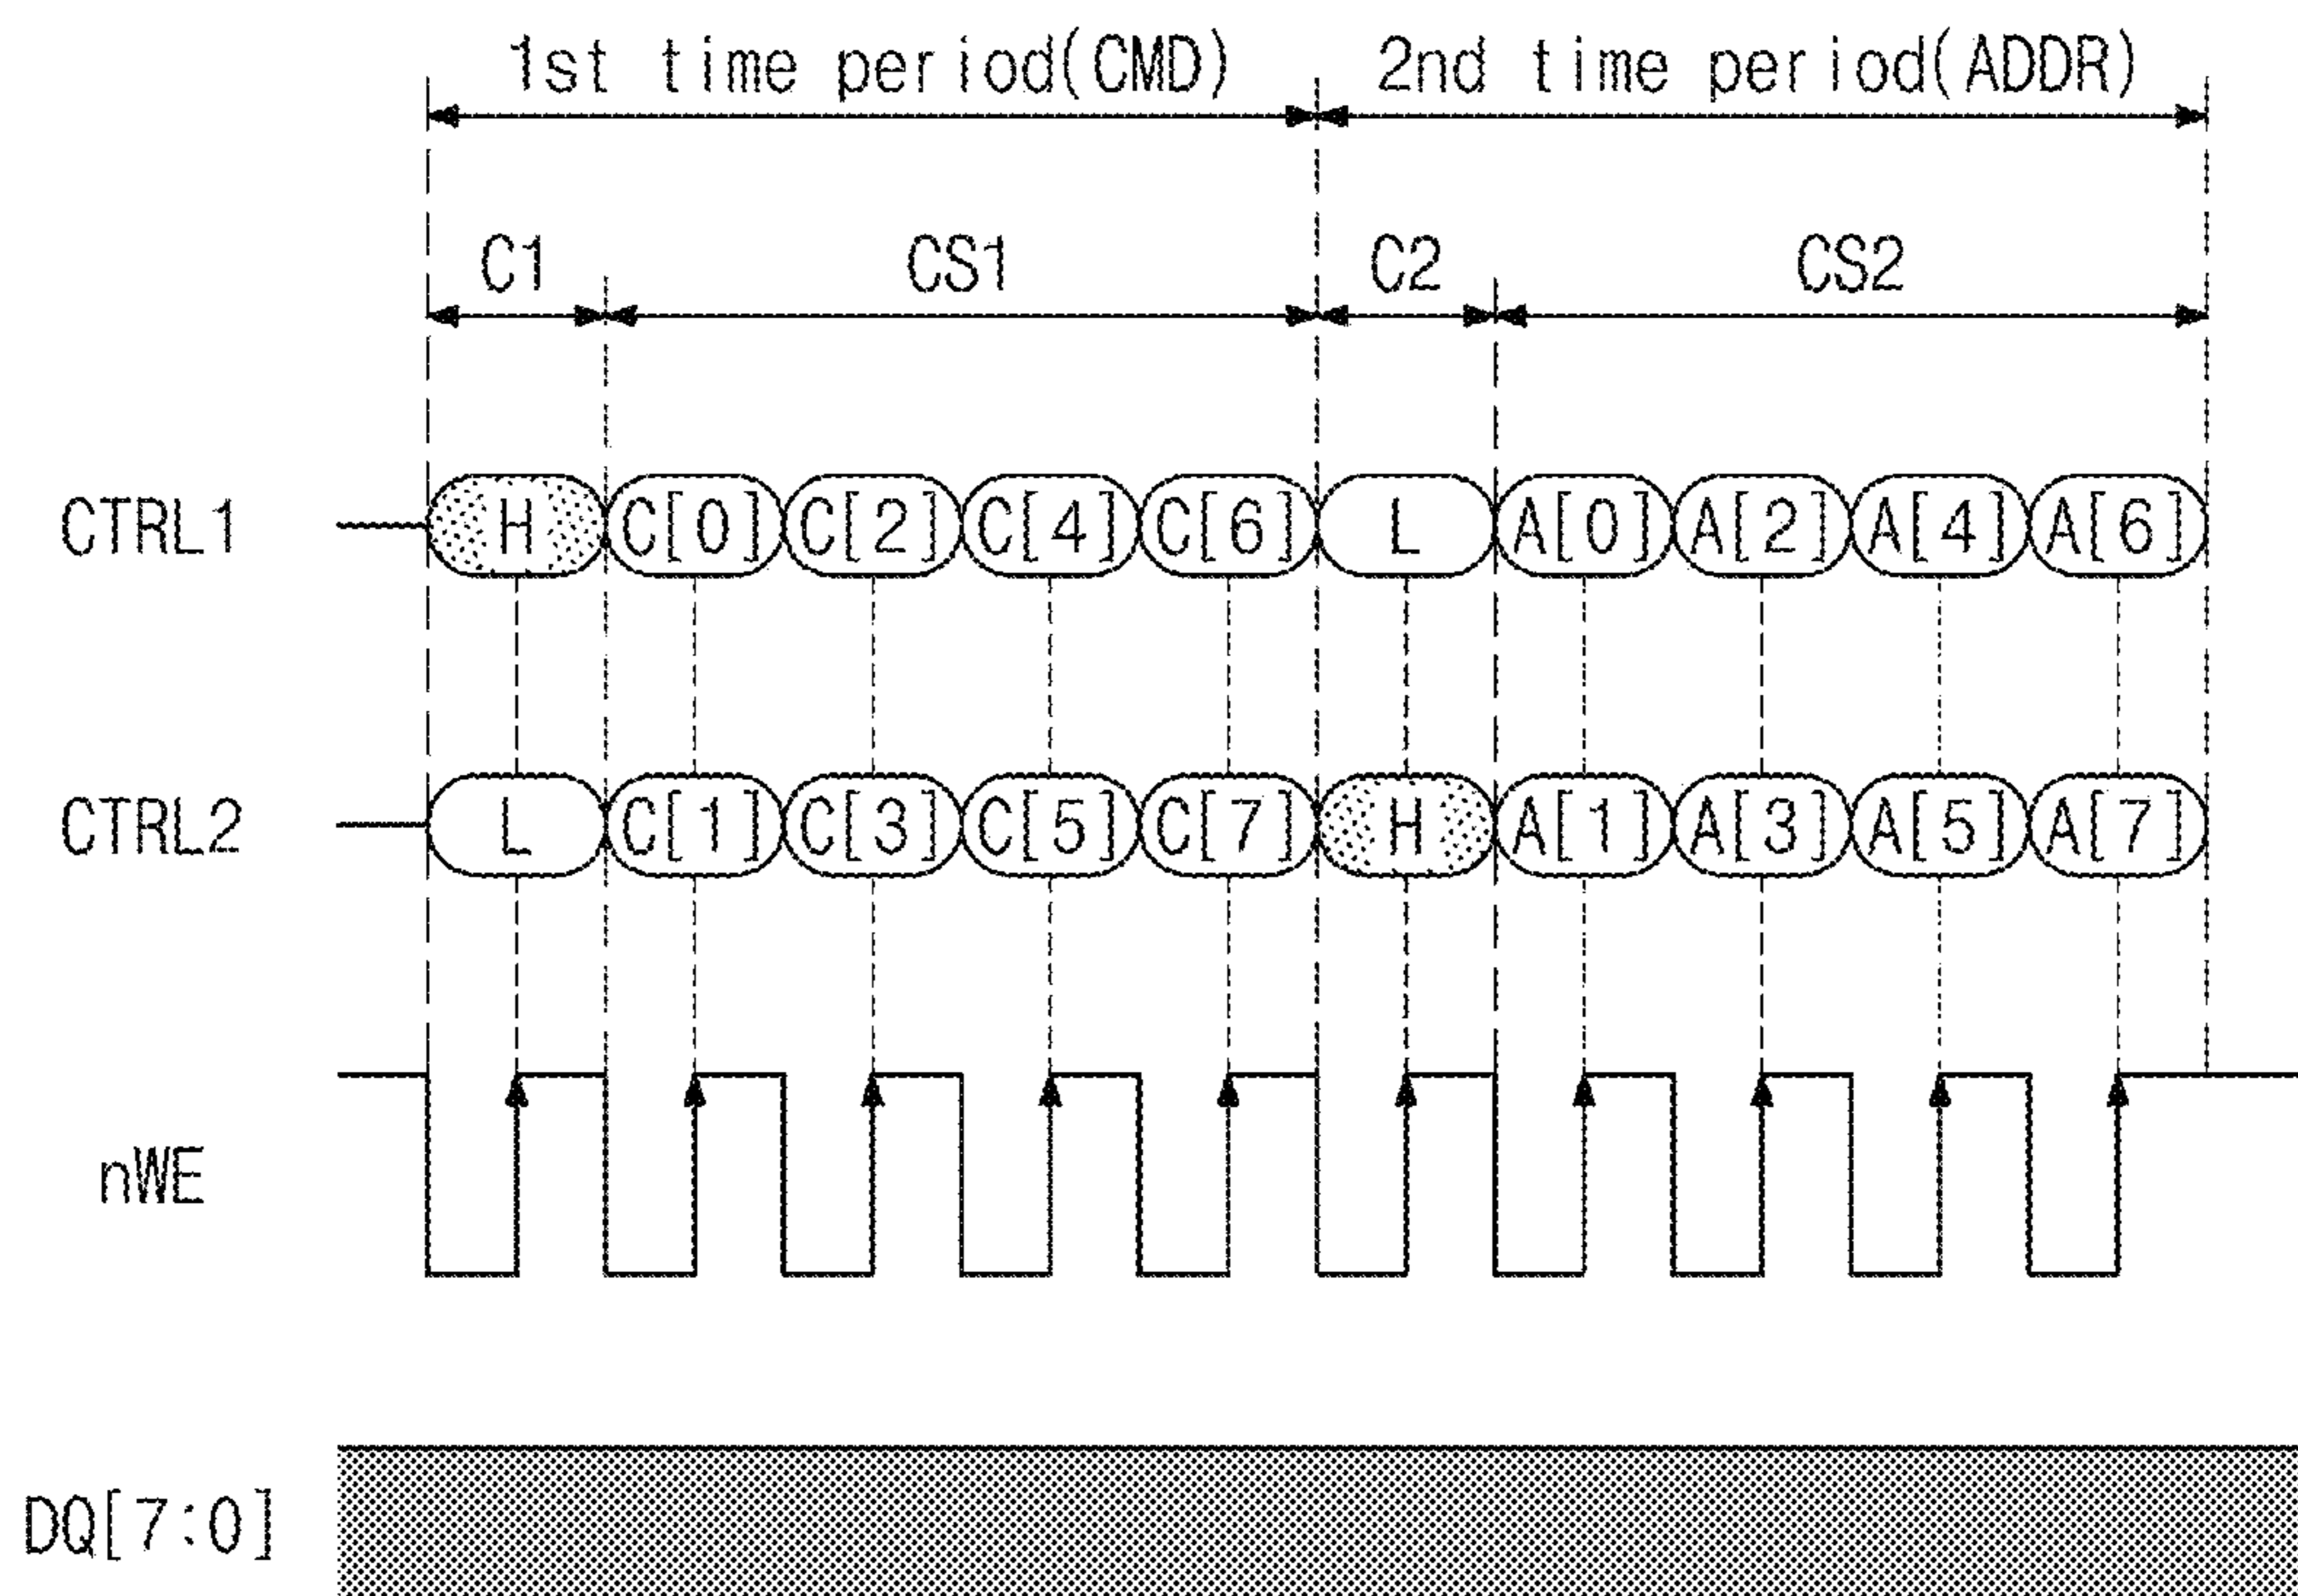 1st time period(CMD) 2nd time period(ADDR)
C1 CS1 C2 CS2
CTRL1 H C[0] C[2] C[4] C[6] L A[0] A[2] A[4] A[6]
CTRL2 L C[1] C[3] C[5] C[7] H A[1] A[3] A[5] A[7]
nWE
DQ[7:0]